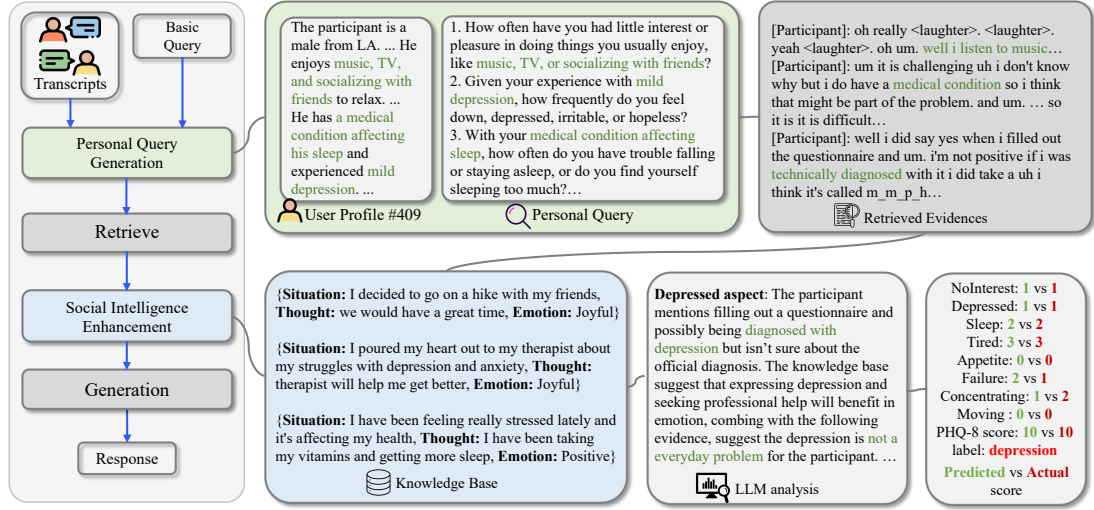 Transcripts
Basic
Query
Personal Query
Generation
Retrieve
Social Intelligence
Enhancement
Generation
Response
The participant is a
male from LA. ... He
enjoys music, TV,
and socializing with
friends to relax. ...
He has a medical
condition affecting
his sleep and
experienced mild
depression. ...
User Profile #409
1. How often have you had little interest or
pleasure in doing things you usually enjoy,
like music, TV, or socializing with friends?
2. Given your experience with mild
depression, how frequently do you feel
down, depressed, irritable, or hopeless?
3. With your medical condition affecting
sleep, how often do you have trouble falling
or staying asleep, or do you find yourself
sleeping too much?…
Personal Query
[Participant]: oh really <laughter>. <laughter>.
yeah <laughter>. oh um. well i listen to music…
[Participant]: um it is challenging uh i don't know
why but i do have a medical condition so i think
that might be part of the problem. and um. … so
it is it is difficult…
[Participant]: well i did say yes when i filled out
the questionnaire and um. i'm not positive if i was
technically diagnosed with it i did take a uh i
think it's called m_m_p_h…
Retrieved Evidences
{Situation: I decided to go on a hike with my friends,
Thought: we would have a great time, Emotion: Joyful}
{Situation: I poured my heart out to my therapist about
my struggles with depression and anxiety, Thought:
therapist will help me get better, Emotion: Joyful}
{Situation: I have been feeling really stressed lately and
it's affecting my health, Thought: I have been taking
my vitamins and getting more sleep, Emotion: Positive}
Knowledge Base
Depressed aspect: The participant
mentions filling out a questionnaire and
possibly being diagnosed with
depression but isn't sure about the
official diagnosis. The knowledge base
suggest that expressing depression and
seeking professional help will benefit in
emotion, combing with the following
evidence, suggest the depression is not a
everyday problem for the participant. …
LLM analysis
NoInterest: 1 vs 1
Depressed: 1 vs 1
Sleep: 2 vs 2
Tired: 3 vs 3
Appetite: 0 vs 0
Failure: 2 vs 1
Concentrating: 1 vs 2
Moving : 0 vs 0
PHQ-8 score: 10 vs 10
label: depression
Predicted vs Actual
score